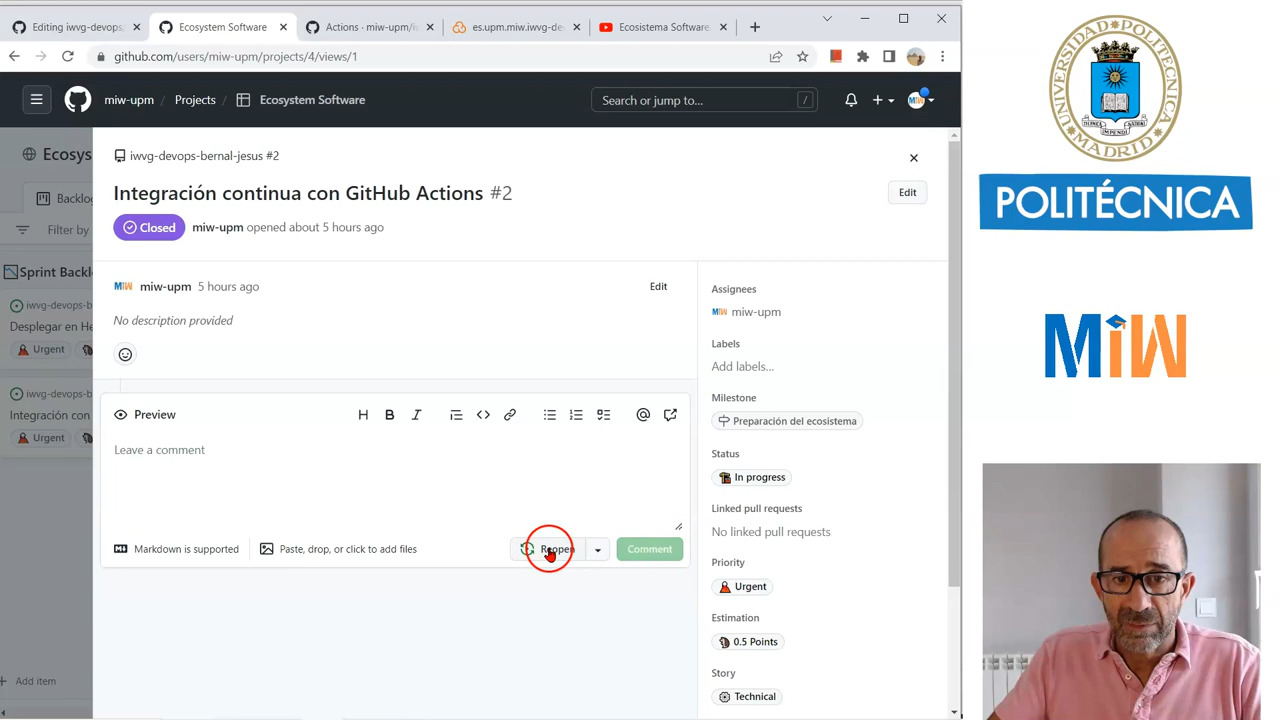 Editing iwvg-devops
Ecosystem Software
Actions · miw-upm/i
es.upm.miw.iwvg-de
Ecosistema Software.
github.com/users/miw-upm/projects/4/views/1
miw-upm / Projects / Ecosystem Software
Search or jump to... /
Ecosys
Backlog
Filter by
Sprint Backl
iwvg-devops-b
Desplegar en He
Urgent
iwvg-devops-b
Integración con
Urgent
Add item
iwvg-devops-bernal-jesus #2
Integración continua con GitHub Actions #2
Edit
Closed miw-upm opened about 5 hours ago
miw-upm 5 hours ago Edit
No description provided
Preview
Leave a comment
Markdown is supported
Paste, drop, or click to add files
Reopen
Comment
Assignees
miw-upm
Labels
Add labels...
Milestone
Preparación del ecosistema
Status
In progress
Linked pull requests
No linked pull requests
Priority
Urgent
Estimation
0.5 Points
Story
Technical
UNIVERSIDAD POLITÉCNICA
DE MADRID
POLITÉCNICA
MiW